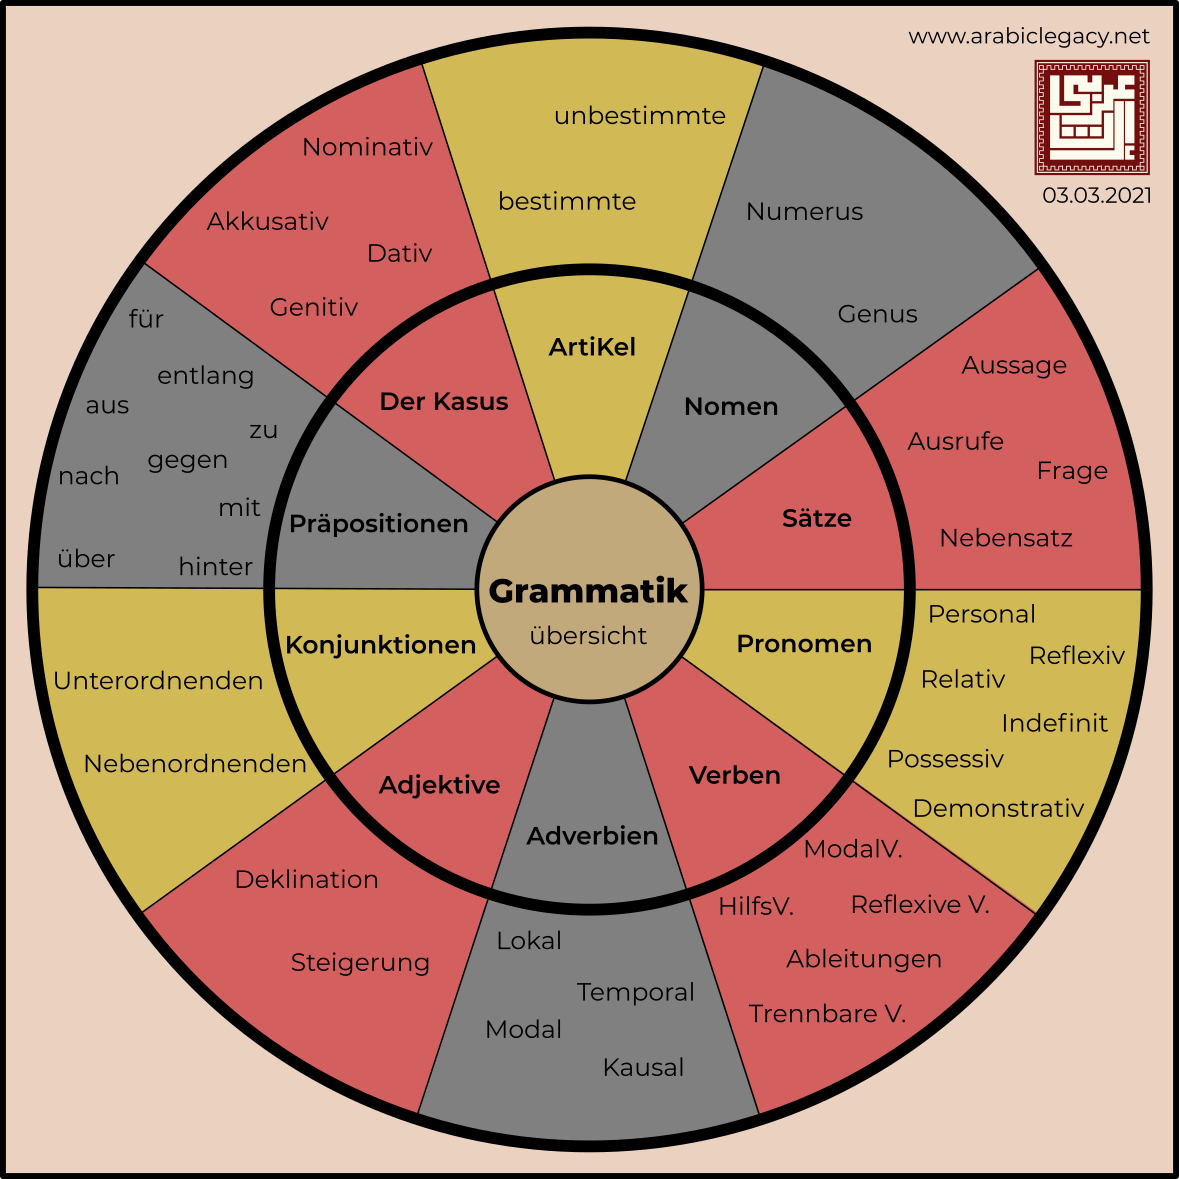 www.arabiclegacy.net
03.03.2021
Grammatik
übersicht
ArtiKel
unbestimmte
bestimmte
Nomen
Numerus
Genus
Sätze
Aussage
Ausrufe
Frage
Nebensatz
Pronomen
Personal
Reflexiv
Relativ
Indefinit
Possessiv
Demonstrativ
Verben
ModalV.
HilfsV.
Reflexive V.
Ableitungen
Trennbare V.
Adverbien
Lokal
Temporal
Modal
Kausal
Adjektive
Deklination
Steigerung
Konjunktionen
Unterordnenden
Nebenordnenden
Präpositionen
für
entlang
aus
zu
gegen
nach
mit
über
hinter
Der Kasus
Nominativ
Akkusativ
Dativ
Genitiv